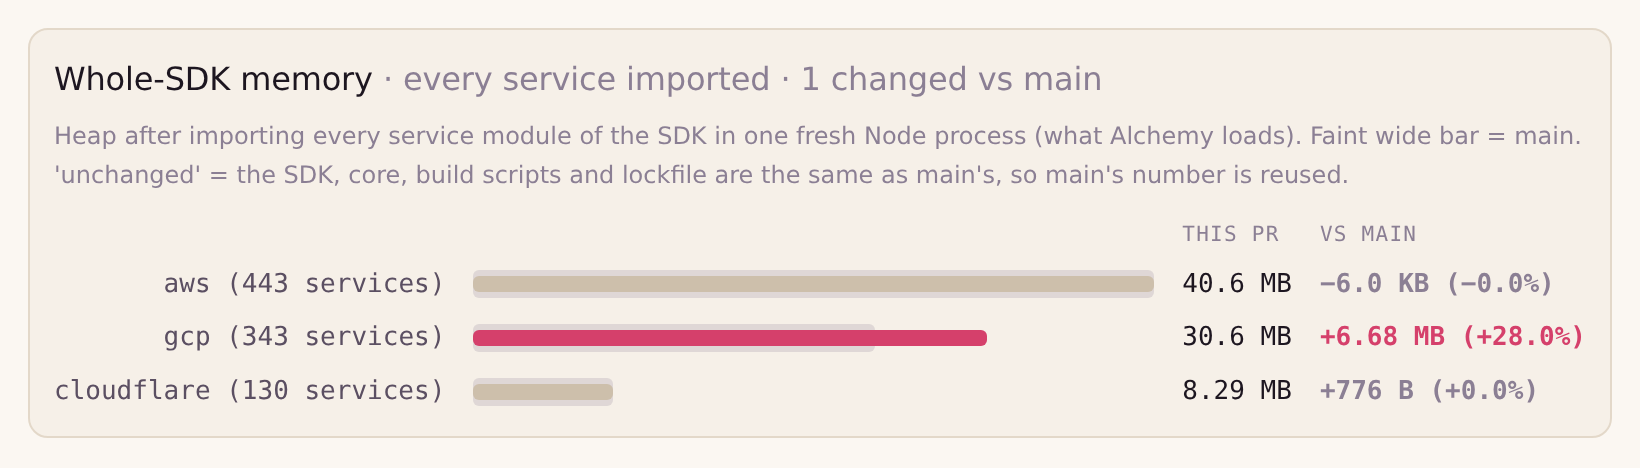 Whole-SDK memory · every service imported · 1 changed vs main
Heap after importing every service module of the SDK in one fresh Node process (what Alchemy loads). Faint wide bar = main.
'unchanged' = the SDK, core, build scripts and lockfile are the same as main's, so main's number is reused.
THIS PR VS MAIN
aws (443 services) 40.6 MB −6.0 KB (−0.0%)
gcp (343 services) 30.6 MB +6.68 MB (+28.0%)
cloudflare (130 services) 8.29 MB +776 B (+0.0%)